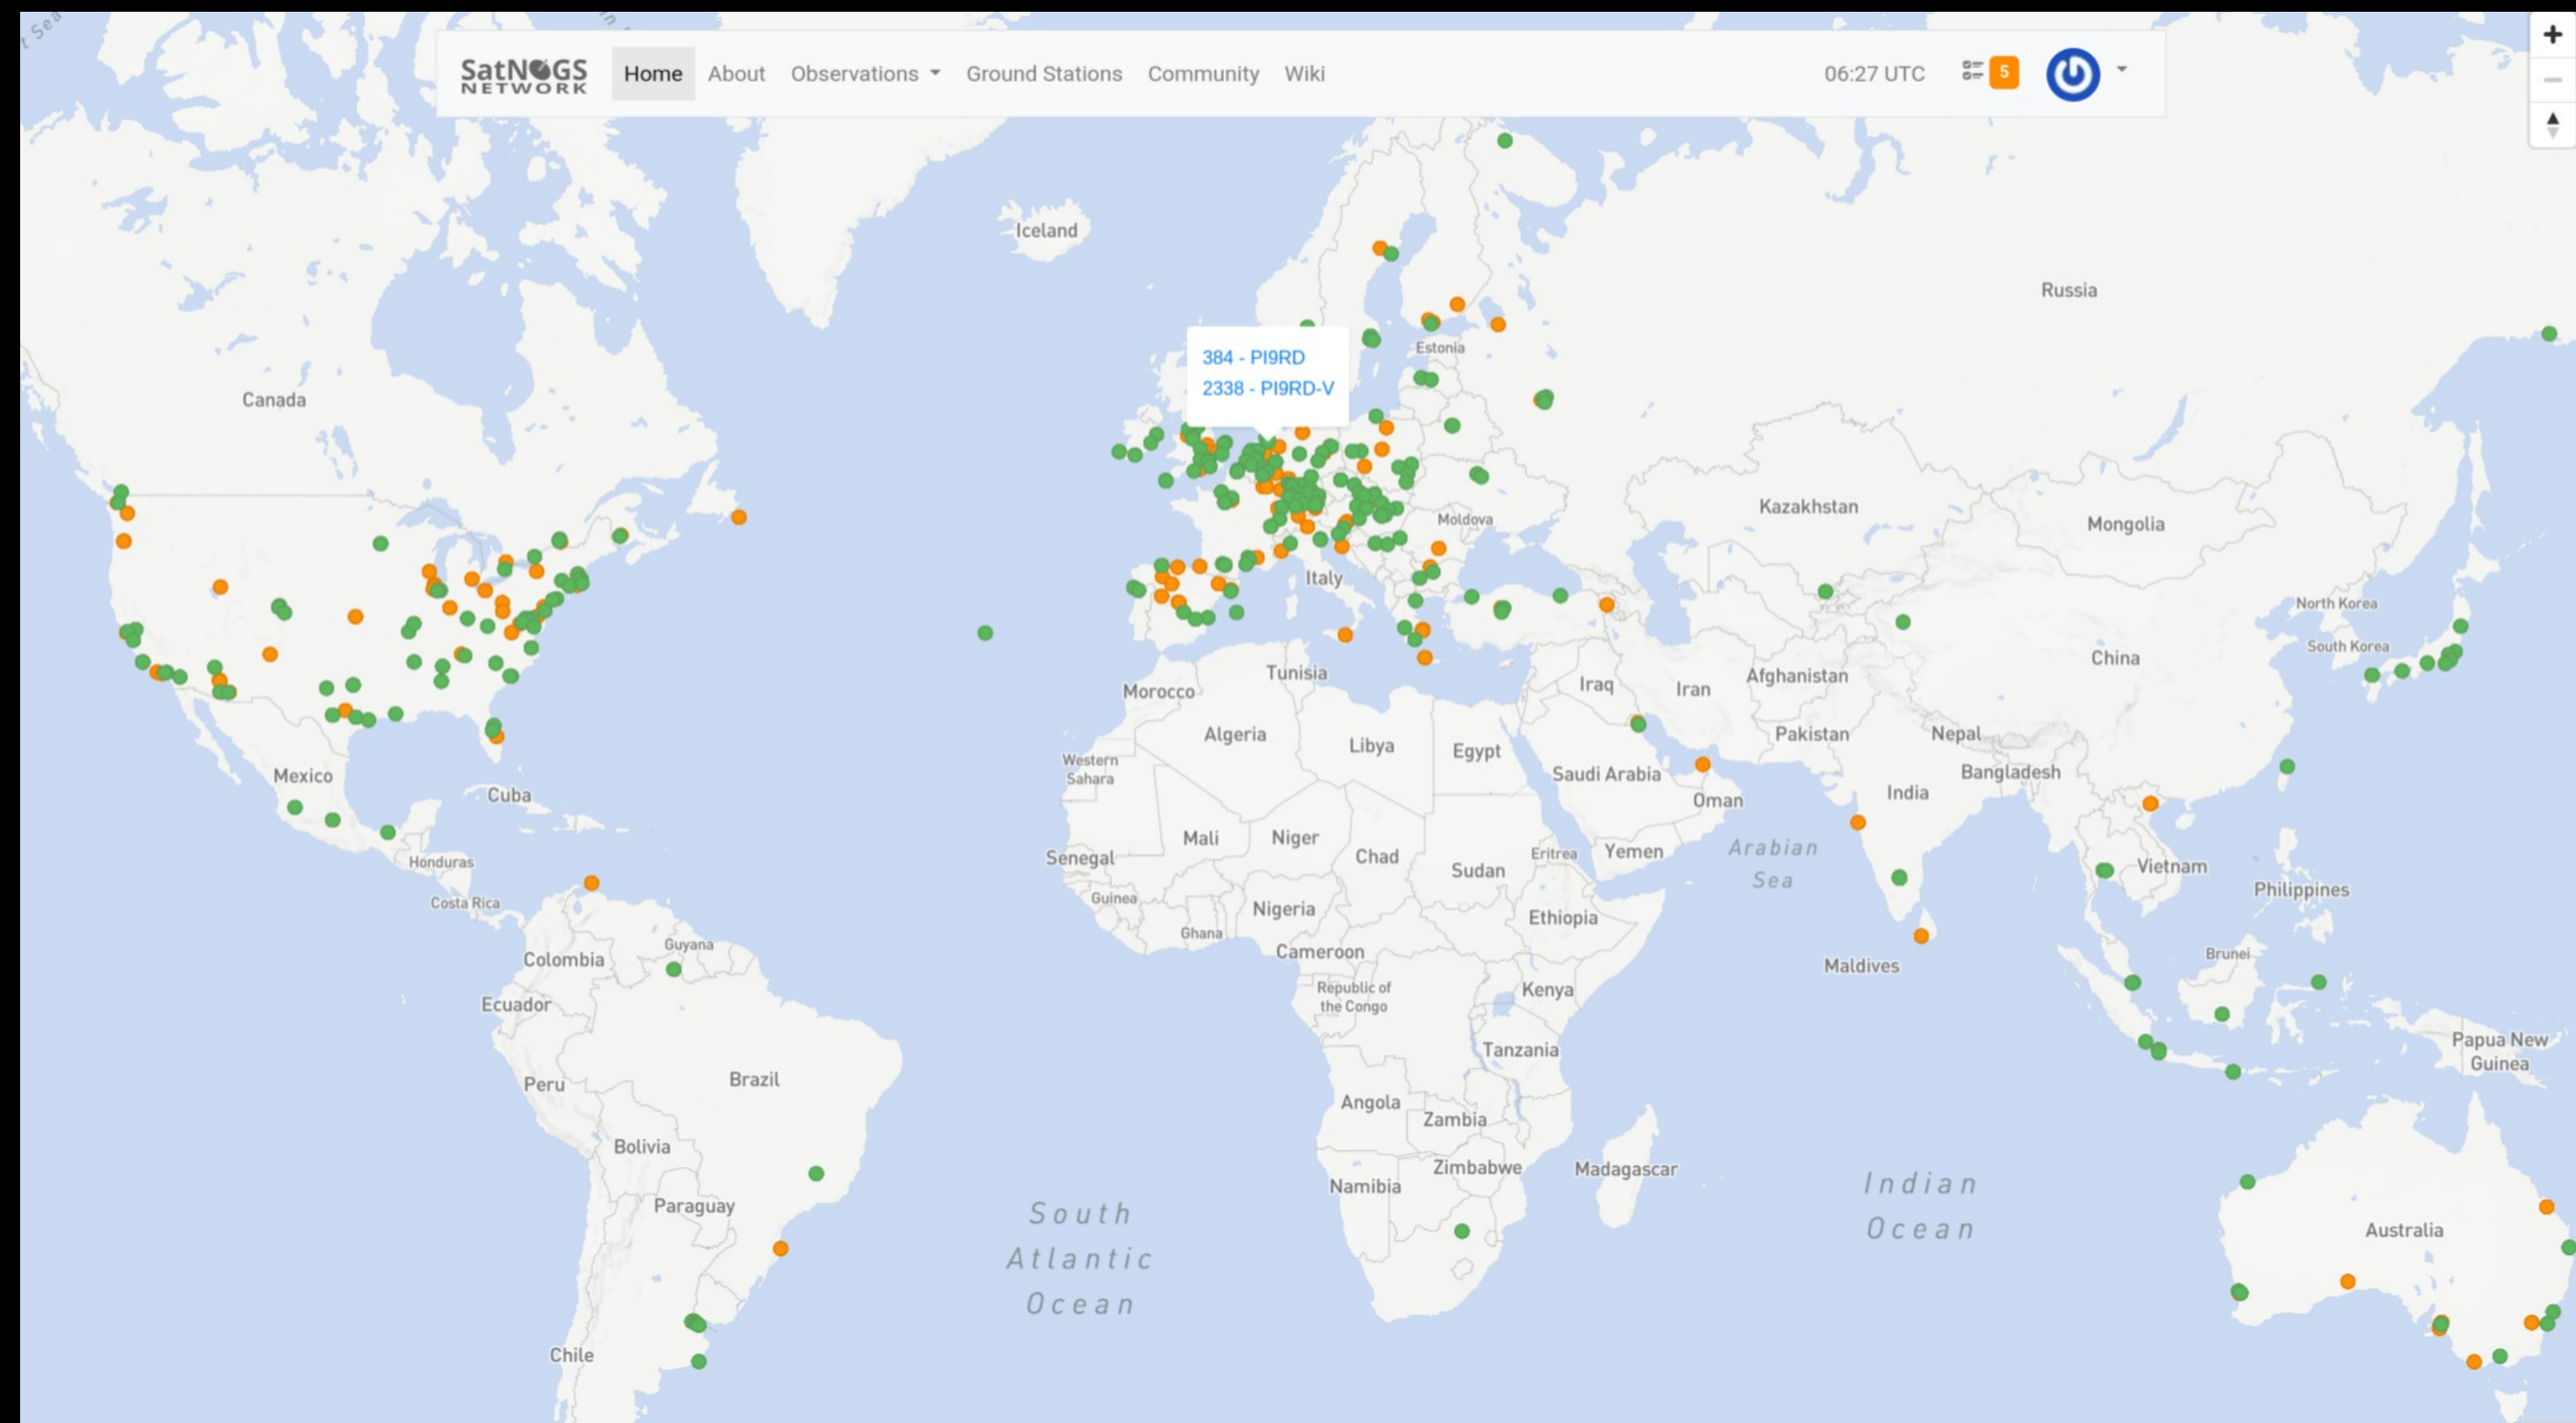 SatNOGS
NETWORK
Home
About
Observations
Ground Stations
Community
Wiki
06:27 UTC
5
+
−
Iceland
Russia
384 - PI9RD
2338 - PI9RD-V
Estonia
Canada
Kazakhstan
Mongolia
Moldova
Italy
North Korea
South Korea
China
Tunisia
Morocco
Iraq
Iran
Afghanistan
Algeria
Libya
Egypt
Pakistan
Nepal
Western
Sahara
Saudi Arabia
Bangladesh
Mexico
Cuba
India
Oman
Mali
Niger
Chad
Sudan
Eritrea
Yemen
Arabian
Sea
Honduras
Senegal
Vietnam
Philippines
Costa Rica
Guinea
Nigeria
Ethiopia
Ghana
Guyana
Colombia
Cameroon
Maldives
Brunei
Ecuador
Republic of
the Congo
Kenya
Tanzania
Papua New
Guinea
Peru
Brazil
Angola
Zambia
Bolivia
Zimbabwe
Madagascar
Namibia
Paraguay
South
Atlantic
Ocean
Indian
Ocean
Australia
Chile